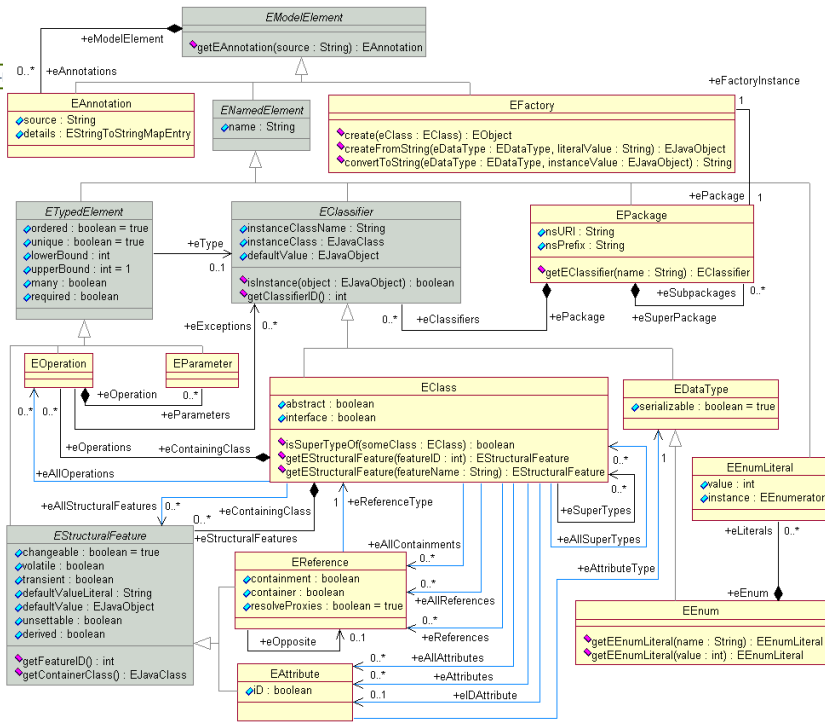 EModelElement
+eModelElement
getEAnnotation(source : String) : EAnnotation
0..*
+eAnnotations
+eFactoryInstance
EAnnotation
source : String
details : EStringToStringMapEntry
ENamedElement
name : String
EFactory
1
create(eClass : EClass) : EObject
createFromString(eDataType : EDataType, literalValue : String) : EJavaObject
convertToString(eDataType : EDataType, instanceValue : EJavaObject) : String
+ePackage
1
ETypedElement
ordered : boolean = true
unique : boolean = true
lowerBound : int
upperBound : int = 1
many : boolean
required : boolean
+eType
0..1
EClassifier
instanceClassName : String
instanceClass : EJavaClass
defaultValue : EJavaObject
isInstance(object : EJavaObject) : boolean
getClassifierID() : int
EPackage
nsURI : String
nsPrefix : String
getEClassifier(name : String) : EClassifier
+eSubpackages
0..*
+eExceptions
0..*
0..*
+eClassifiers
+ePackage
+eSuperPackage
EOperation
EParameter
+eOperation
0..*
0..*
0..*
+eParameters
EClass
abstract : boolean
interface : boolean
isSuperTypeOf(someClass : EClass) : boolean
getEStructuralFeature(featureID : int) : EStructuralFeature
getEStructuralFeature(featureName : String) : EStructuralFeature
EDataType
serializable : boolean = true
+eOperations
+eContainingClass
+eAllOperations
0..*
1
0..*
EEnumLiteral
value : int
instance : EEnumerator
+eAllStructuralFeatures
0..*
+eContainingClass
1
+eReferenceType
+eSuperTypes
0..*
+eStructuralFeatures
+eAllSuperTypes
+eLiterals
0..*
EStructuralFeature
changeable : boolean = true
volatile : boolean
transient : boolean
defaultValueLiteral : String
defaultValue : EJavaObject
unsettable : boolean
derived : boolean
getFeatureID() : int
getContainerClass() : EJavaClass
+eAllContainments
0..*
EReference
containment : boolean
container : boolean
resolveProxies : boolean = true
+eAttributeType
0..*
+eAllReferences
+eEnum
0..*
+eReferences
+eOpposite
0..1
EEnum
getEEnumLiteral(name : String) : EEnumLiteral
getEEnumLiteral(value : int) : EEnumLiteral
EAttribute
iD : boolean
0..*
+eAllAttributes
0..*
+eAttributes
0..1
+eIDAttribute